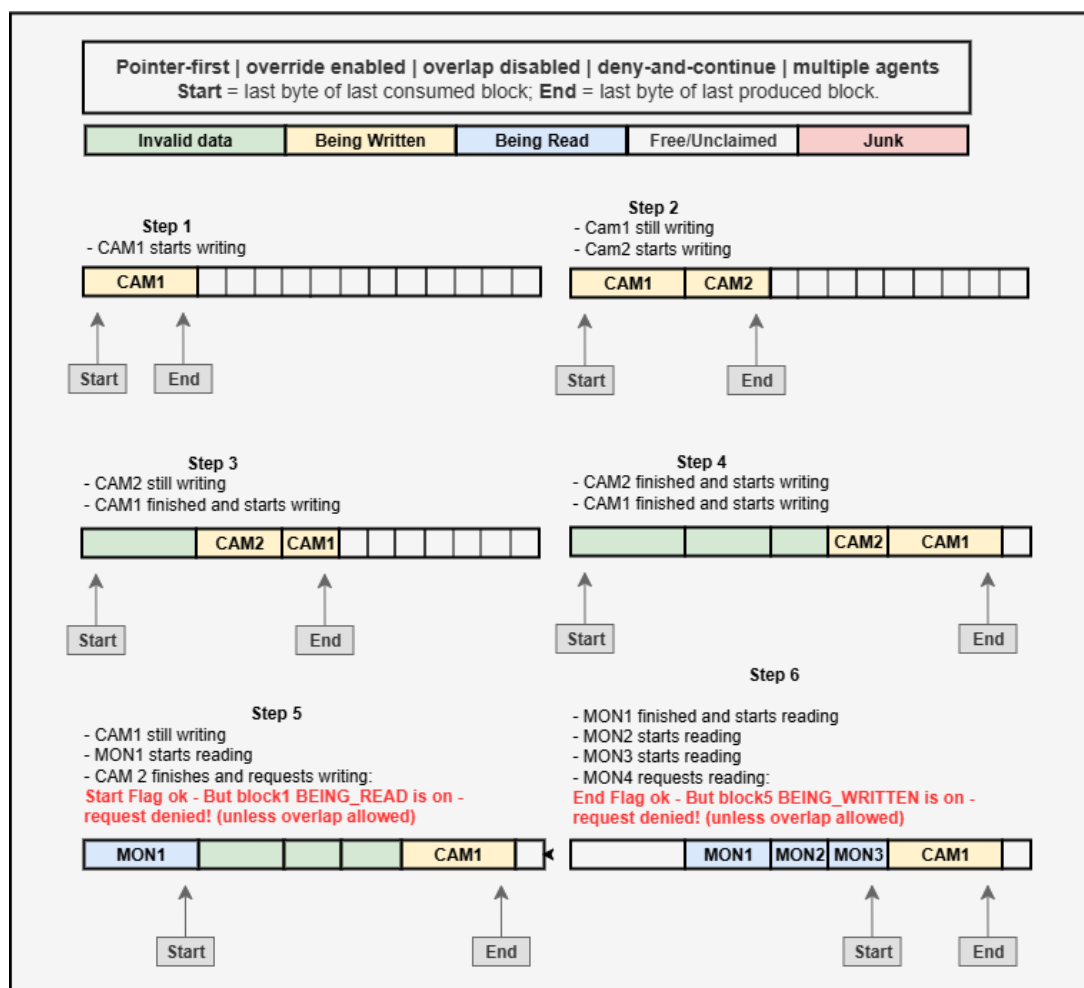 Pointer-first | override enabled | overlap disabled | deny-and-continue | multiple agents
Start = last byte of last consumed block; End = last byte of last produced block.
Invalid data
Being Written
Being Read
Free/Unclaimed
Junk
Step 1
- CAM1 starts writing
CAM1
Start
End
Step 2
- Cam1 still writing
- Cam2 starts writing
CAM1
CAM2
Start
End
Step 3
- CAM2 still writing
- CAM1 finished and starts writing
CAM2
CAM1
Start
End
Step 4
- CAM2 finished and starts writing
- CAM1 finished and starts writing
CAM2
CAM1
Start
End
Step 5
- CAM1 still writing
- MON1 starts reading
- CAM 2 finishes and requests writing:
Start Flag ok - But block1 BEING_READ is on -
request denied! (unless overlap allowed)
MON1
CAM1
Start
End
Step 6
- MON1 finished and starts reading
- MON2 starts reading
- MON3 starts reading
- MON4 requests reading:
End Flag ok - But block5 BEING_WRITTEN is on -
request denied! (unless overlap allowed)
MON1
MON2
MON3
CAM1
Start
End